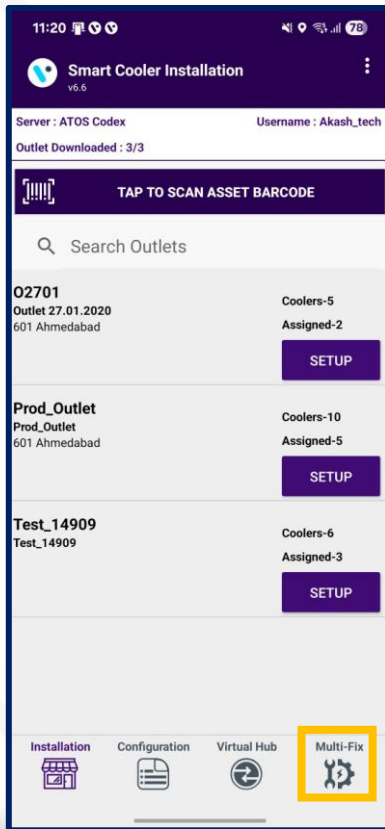 11:20
78
Smart Cooler Installation
v6.6
Server : ATOS Codex Username : Akash_tech
Outlet Downloaded : 3/3
TAP TO SCAN ASSET BARCODE
Search Outlets
O2701
Outlet 27.01.2020
601 Ahmedabad
Coolers-5
Assigned-2
SETUP
Prod_Outlet
Prod_Outlet
601 Ahmedabad
Coolers-10
Assigned-5
SETUP
Test_14909
Test_14909
Coolers-6
Assigned-3
SETUP
Installation Configuration Virtual Hub Multi-Fix